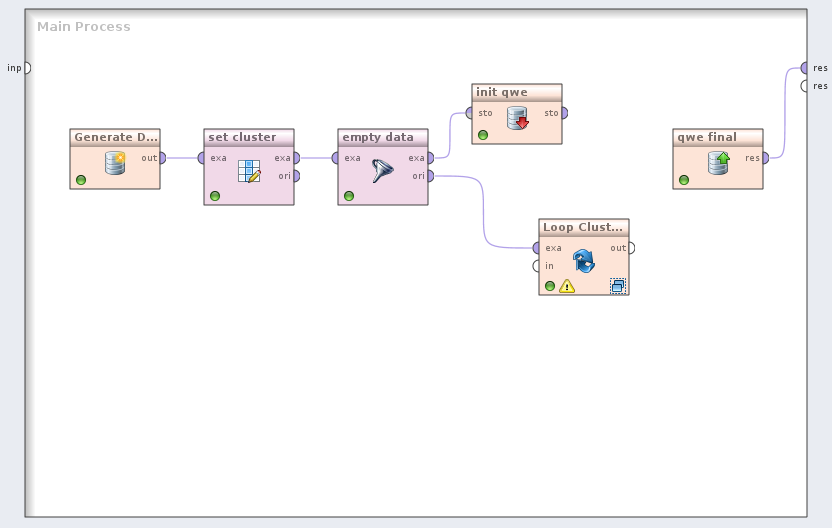 Main Process
inp
res
res
init qwe
sto
sto
Generate D...
out
set cluster
exa
exa
ori
empty data
exa
exa
ori
qwe final
res
Loop Clust...
exa
out
in